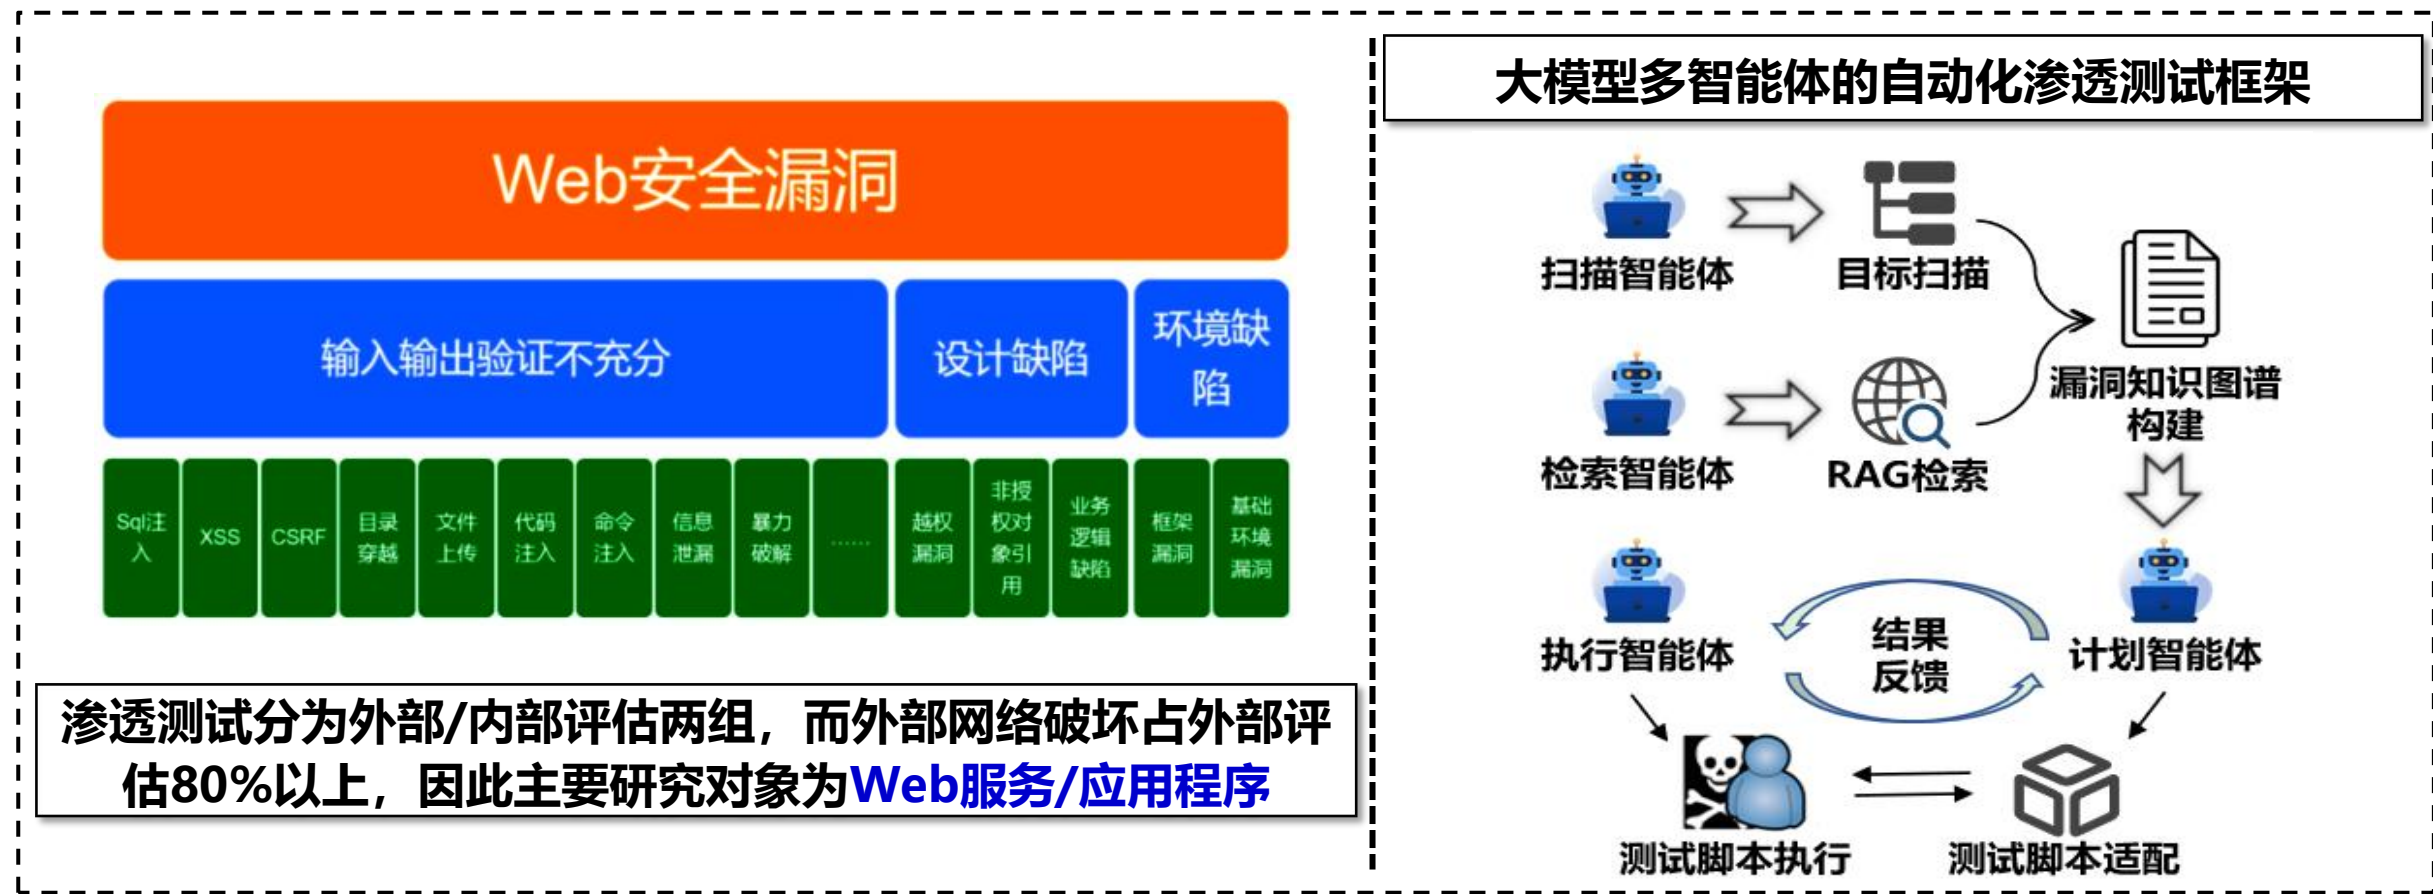 Web安全漏洞
输入输出验证不充分
设计缺陷
环境缺
陷
Sql注
入
XSS
CSRF
目录
穿越
文件
上传
代码
注入
命令
注入
信息
泄漏
暴力
破解
......
越权
漏洞
非授
权对
象引
用
业务
逻辑
缺陷
框架
漏洞
基础
环境
漏洞
渗透测试分为外部/内部评估两组，而外部网络破坏占外部评
估80%以上，因此主要研究对象为Web服务/应用程序
大模型多智能体的自动化渗透测试框架
扫描智能体
目标扫描
检索智能体
RAG检索
漏洞知识图谱
构建
执行智能体
结果
反馈
计划智能体
测试脚本执行
测试脚本适配